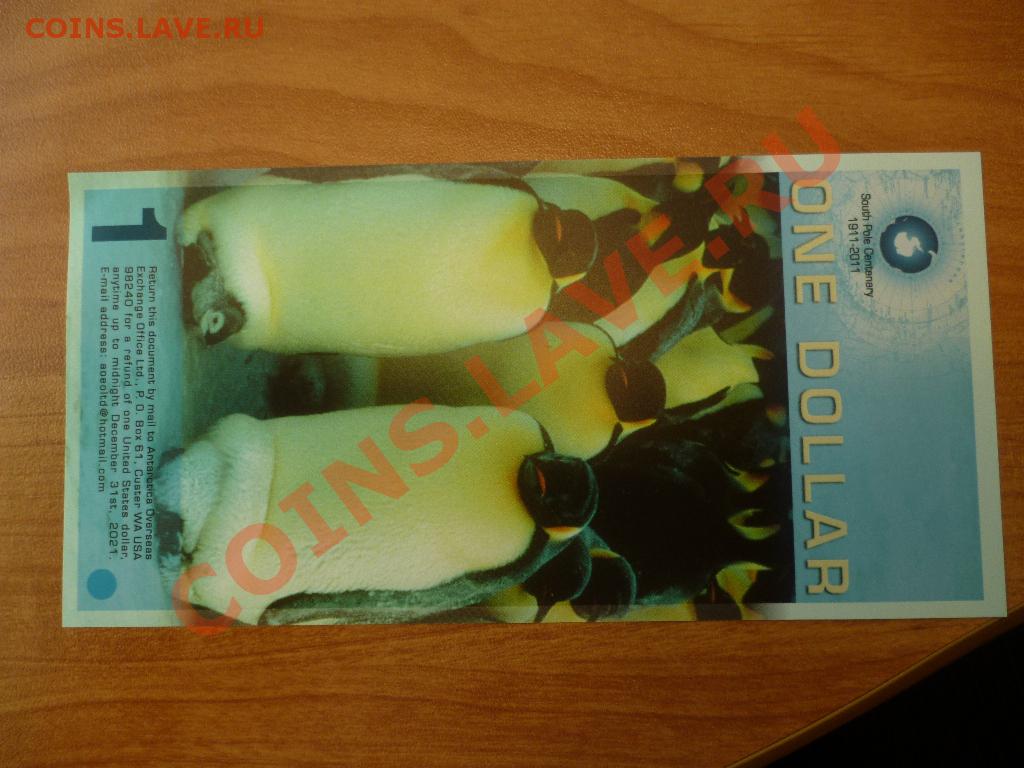 COINS.LAVE.RU
South Pole Centenary
1911-2011
ONE DOLLAR
COINS.LAVE.RU
1
Return this document by mail to Antarctica Overseas
Exchange Office Ltd., P. O. Box 61, Custer WA USA
98240 for a refund of one United States dollar,
anytime up to midnight December 31st, 2021.
E-mail address: aoeoltd@hotmail.com